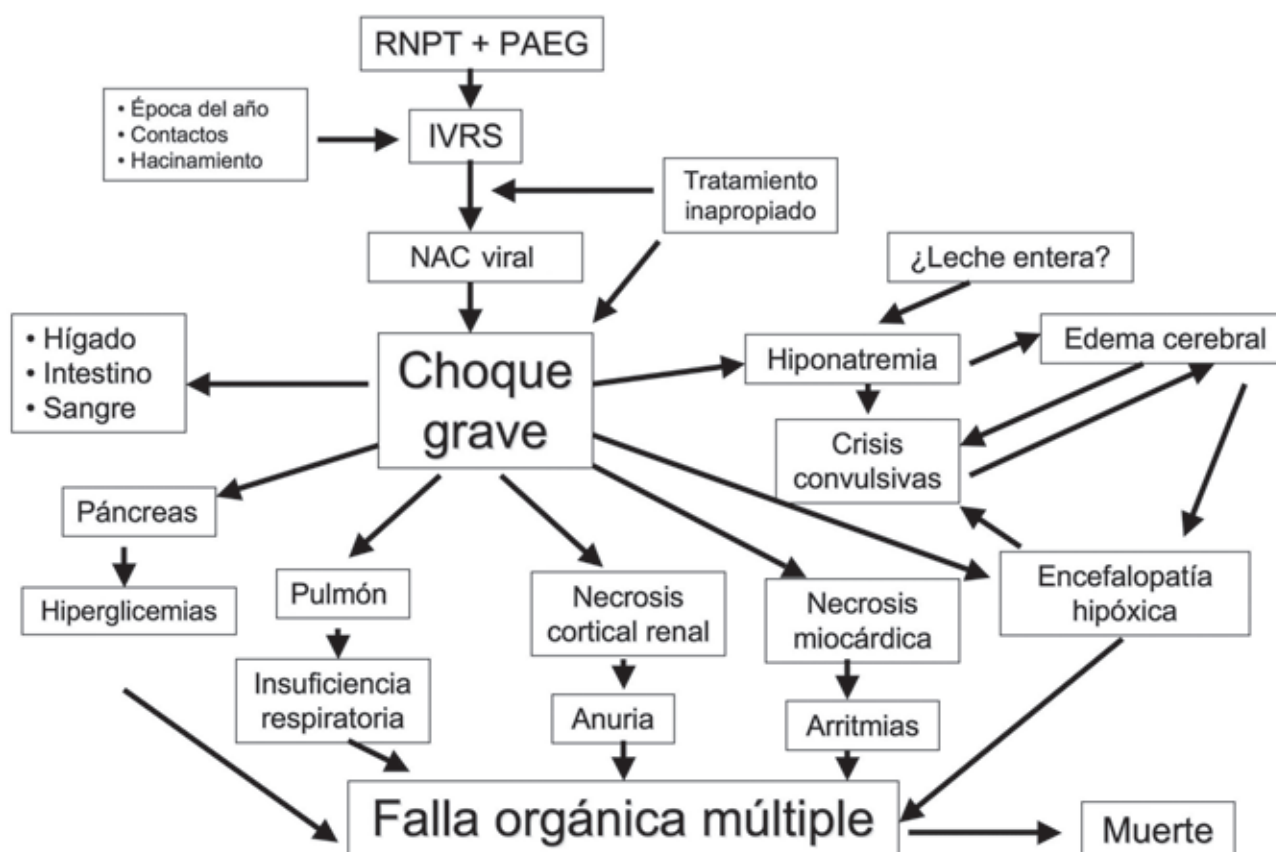 RNPT + PAEG
• Época del año
• Contactos
• Hacinamiento
IVRS
Tratamiento
inapropiado
NAC viral
¿Leche entera?
• Hígado
• Intestino
• Sangre
Choque
grave
Hiponatremia
Edema cerebral
Crisis
convulsivas
Páncreas
Hiperglicemias
Pulmón
Necrosis
cortical renal
Necrosis
miocárdica
Encefalopatía
hipóxica
Insuficiencia
respiratoria
Anuria
Arritmias
Falla orgánica múltiple
Muerte